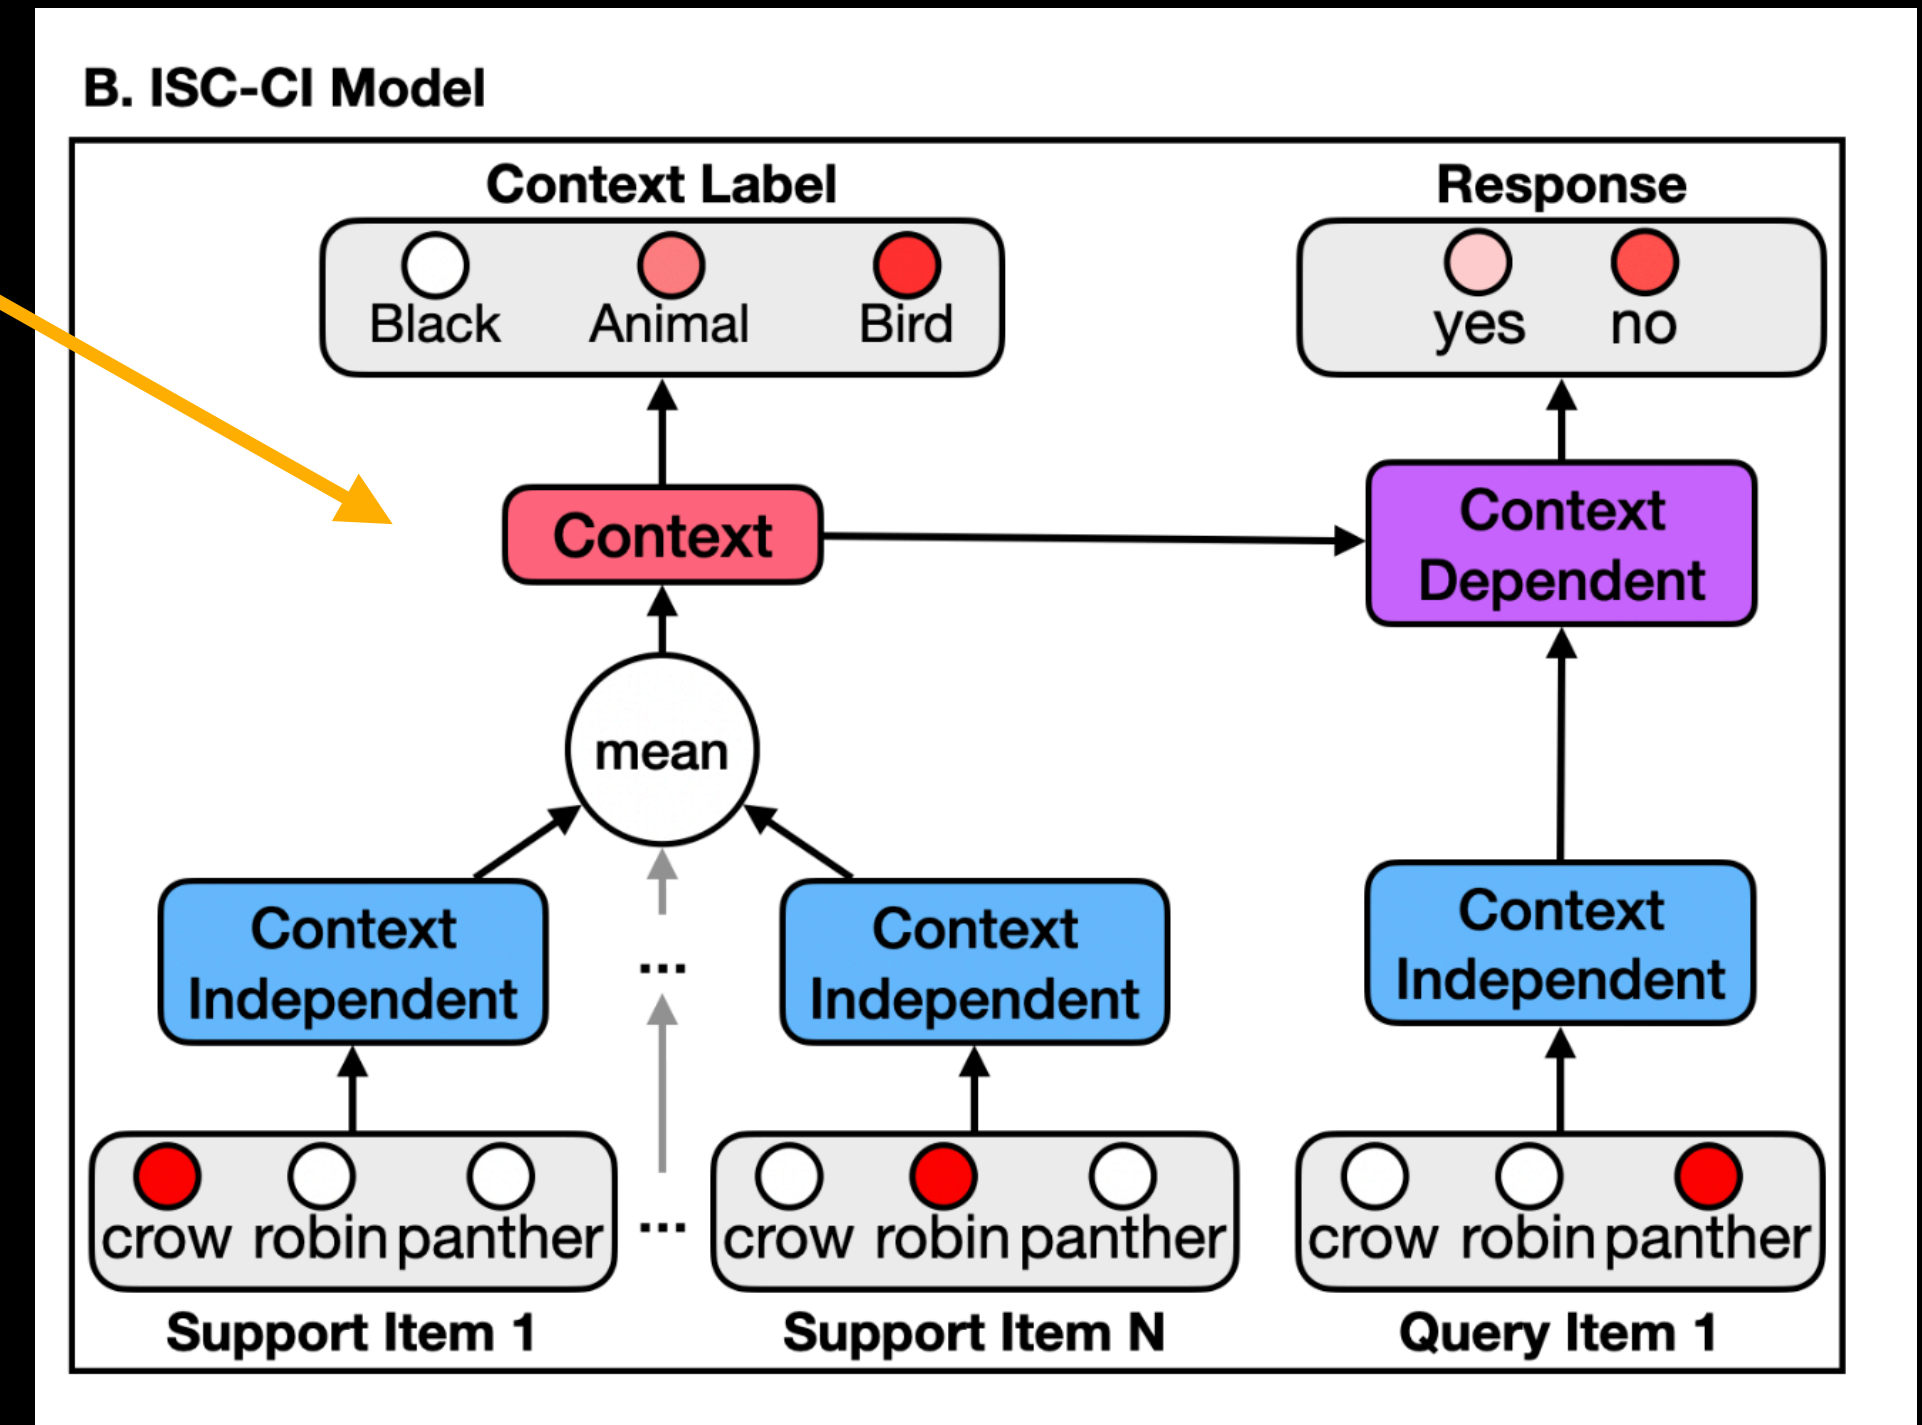 B. ISC-CI Model
Context Label
Response
Black Animal Bird
yes no
Context
Context
Dependent
mean
Context
Independent
...
Context
Independent
Context
Independent
crow robin panther
...
crow robin panther
crow robin panther
Support Item 1
Support Item N
Query Item 1